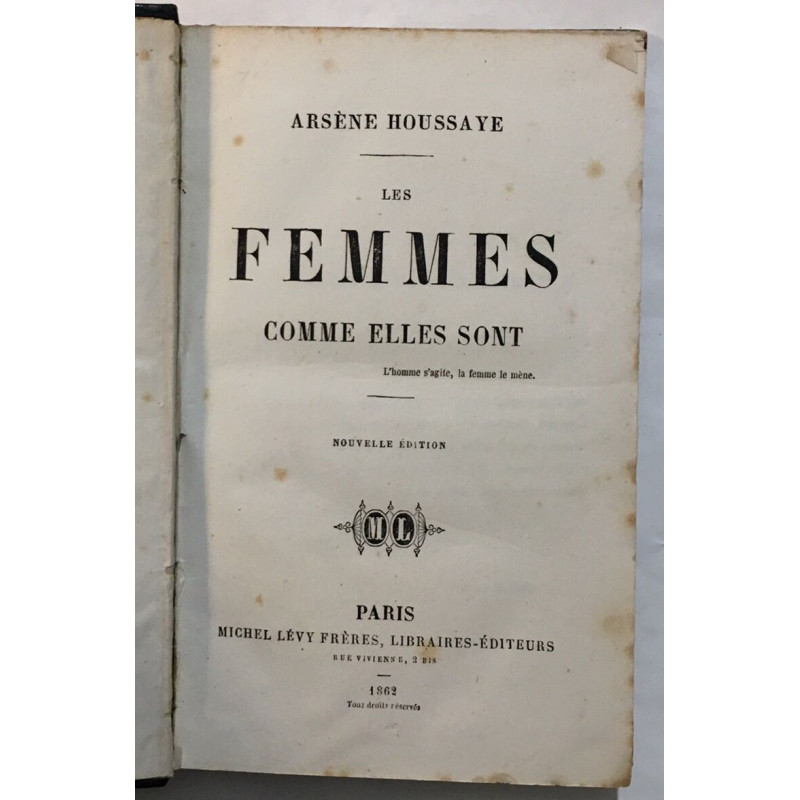 ARSÈNE HOUSSAYE
LES
FEMMES
COMME ELLES SONT
L'homme s'agite, la femme le mène.
NOUVELLE ÉDITION
ML
PARIS
MICHEL LÉVY FRÈRES, LIBRAIRES-ÉDITEURS
RUE VIVIENNE, 2 BIS
1862
Tous droits réservés